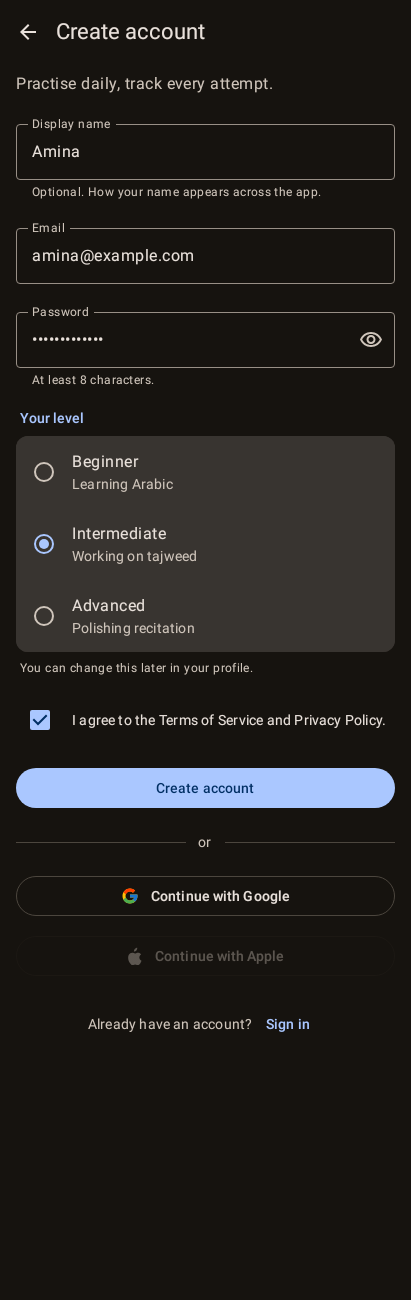 Create account
Practise daily, track every attempt.
Display name
Amina
Optional. How your name appears across the app.
Email
amina@example.com
Password
•••••••••••••
At least 8 characters.
Your level
Beginner
Learning Arabic
Intermediate
Working on tajweed
Advanced
Polishing recitation
You can change this later in your profile.
I agree to the Terms of Service and Privacy Policy.
Create account
or
Continue with Google
Continue with Apple
Already have an account? Sign in